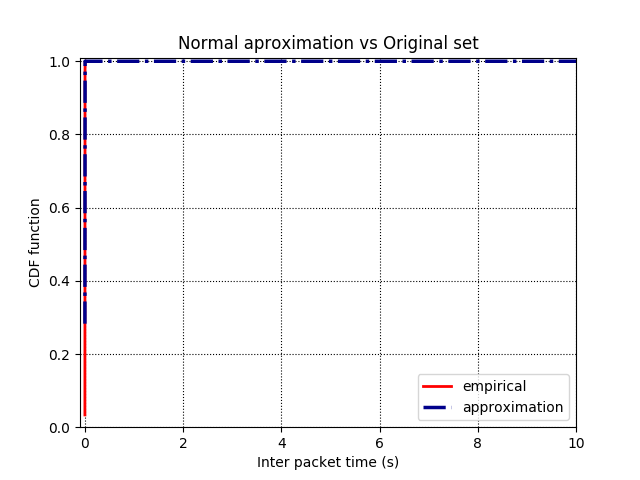 Normal aproximation vs Original set
CDF function
1.0
0.8
0.6
0.4
0.2
0.0
0
2
4
6
8
10
Inter packet time (s)
empirical
approximation